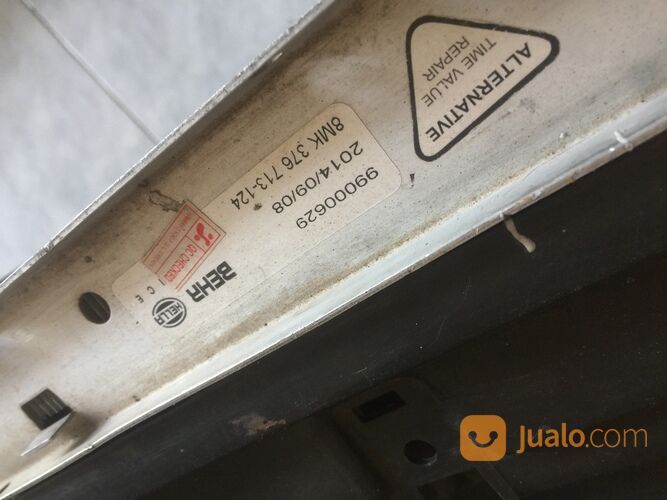 ALTERNATIVE
TIME VALUE
REPAIR
8MK 376 713-124
2014/09/08
99000629
BEHR
HELLA
I C E
QC CHECKED
jualo.com